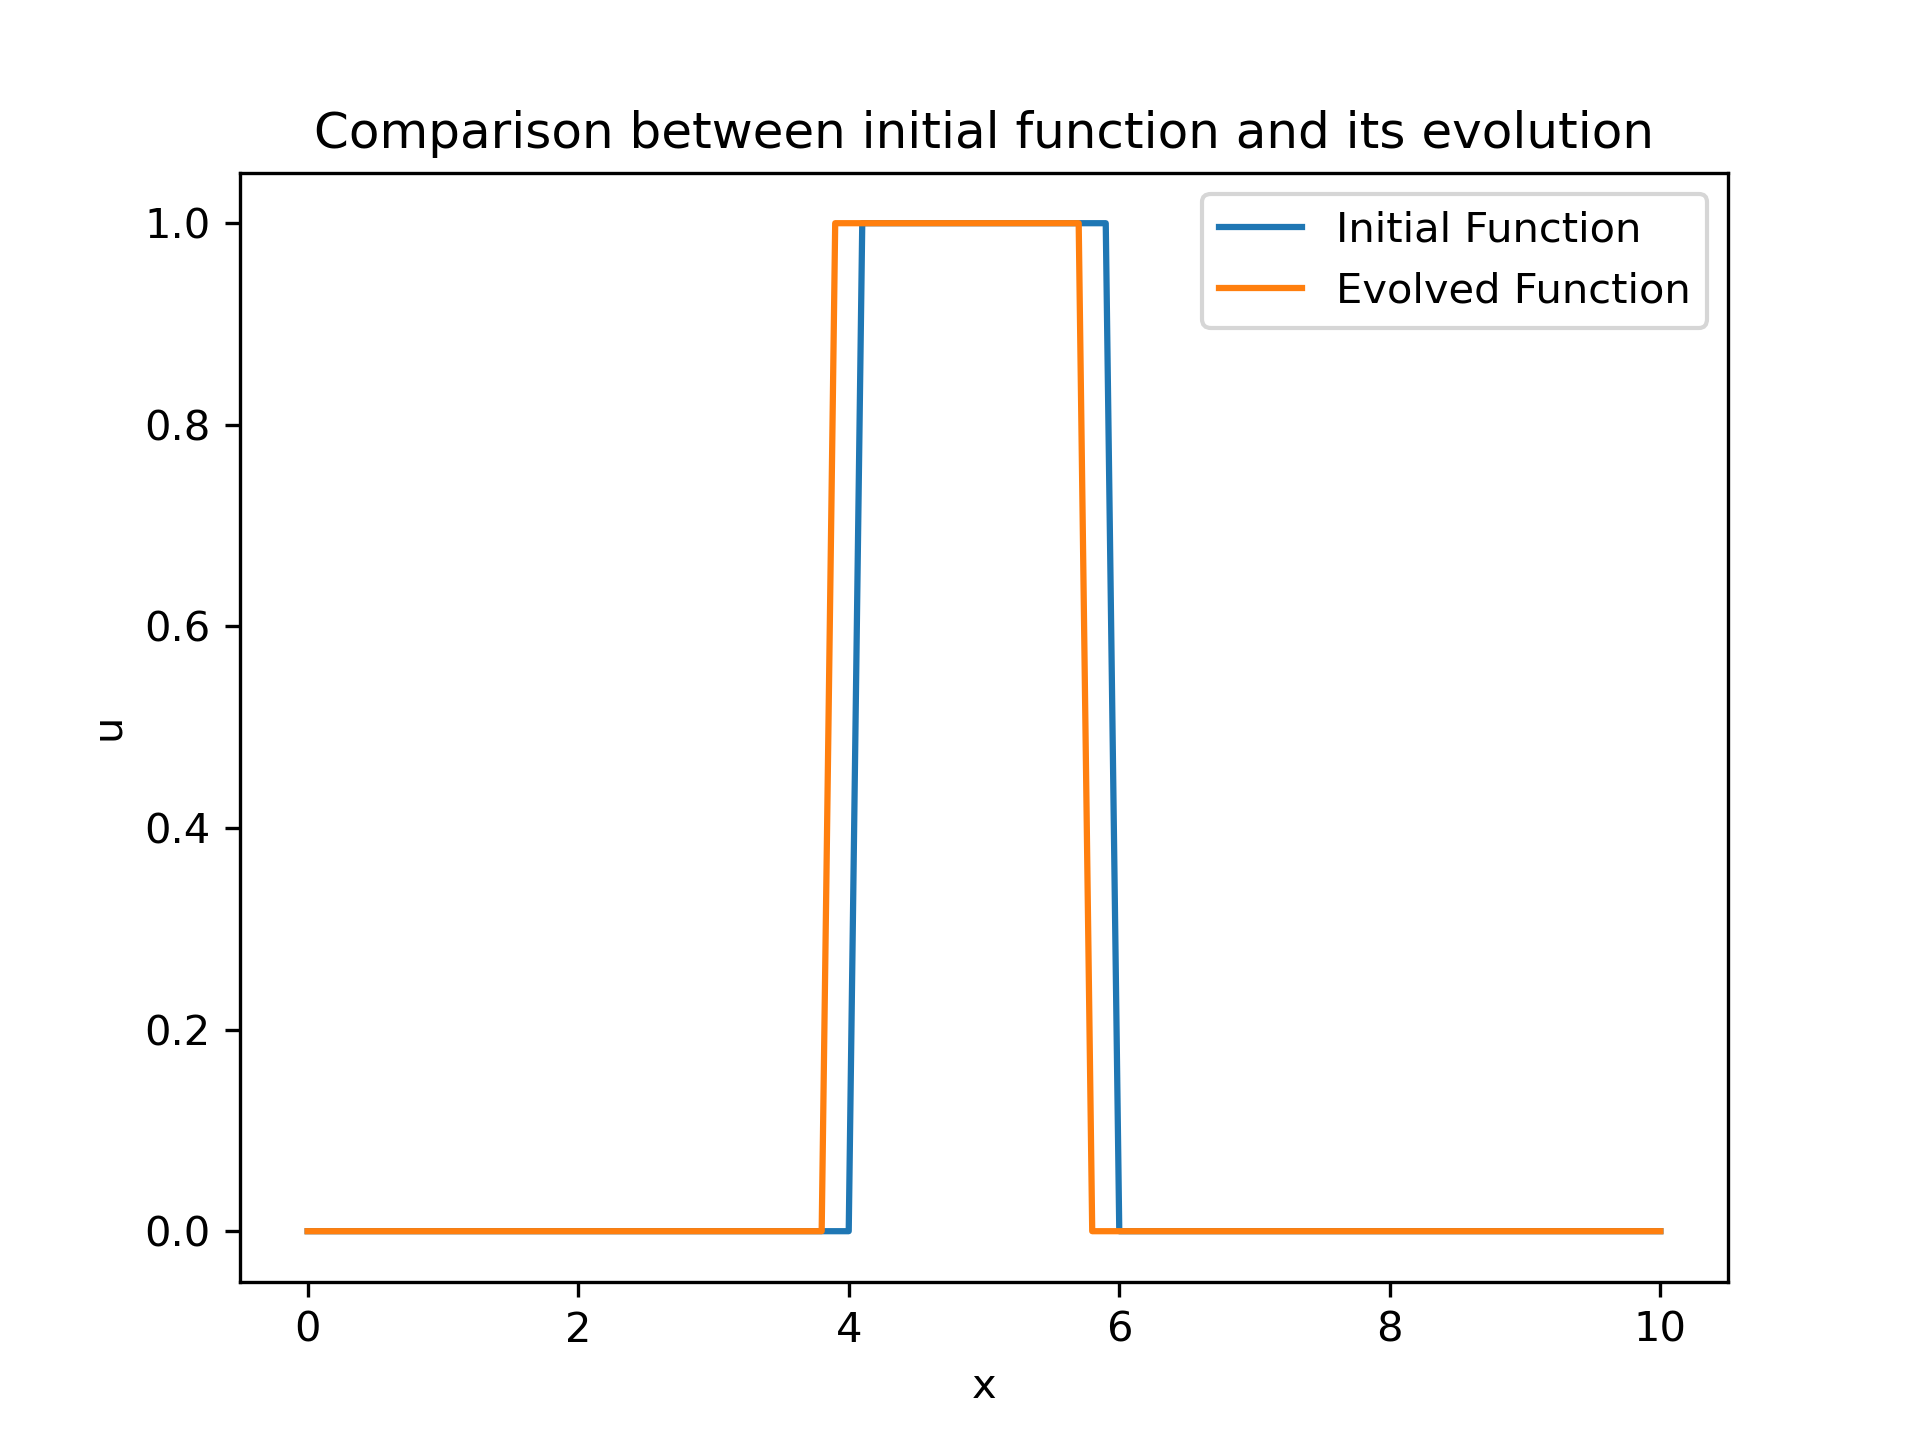 Comparison between initial function and its evolution
Initial Function
Evolved Function
1.0
0.8
0.6
0.4
0.2
0.0
u
0 2 4 6 8 10
x